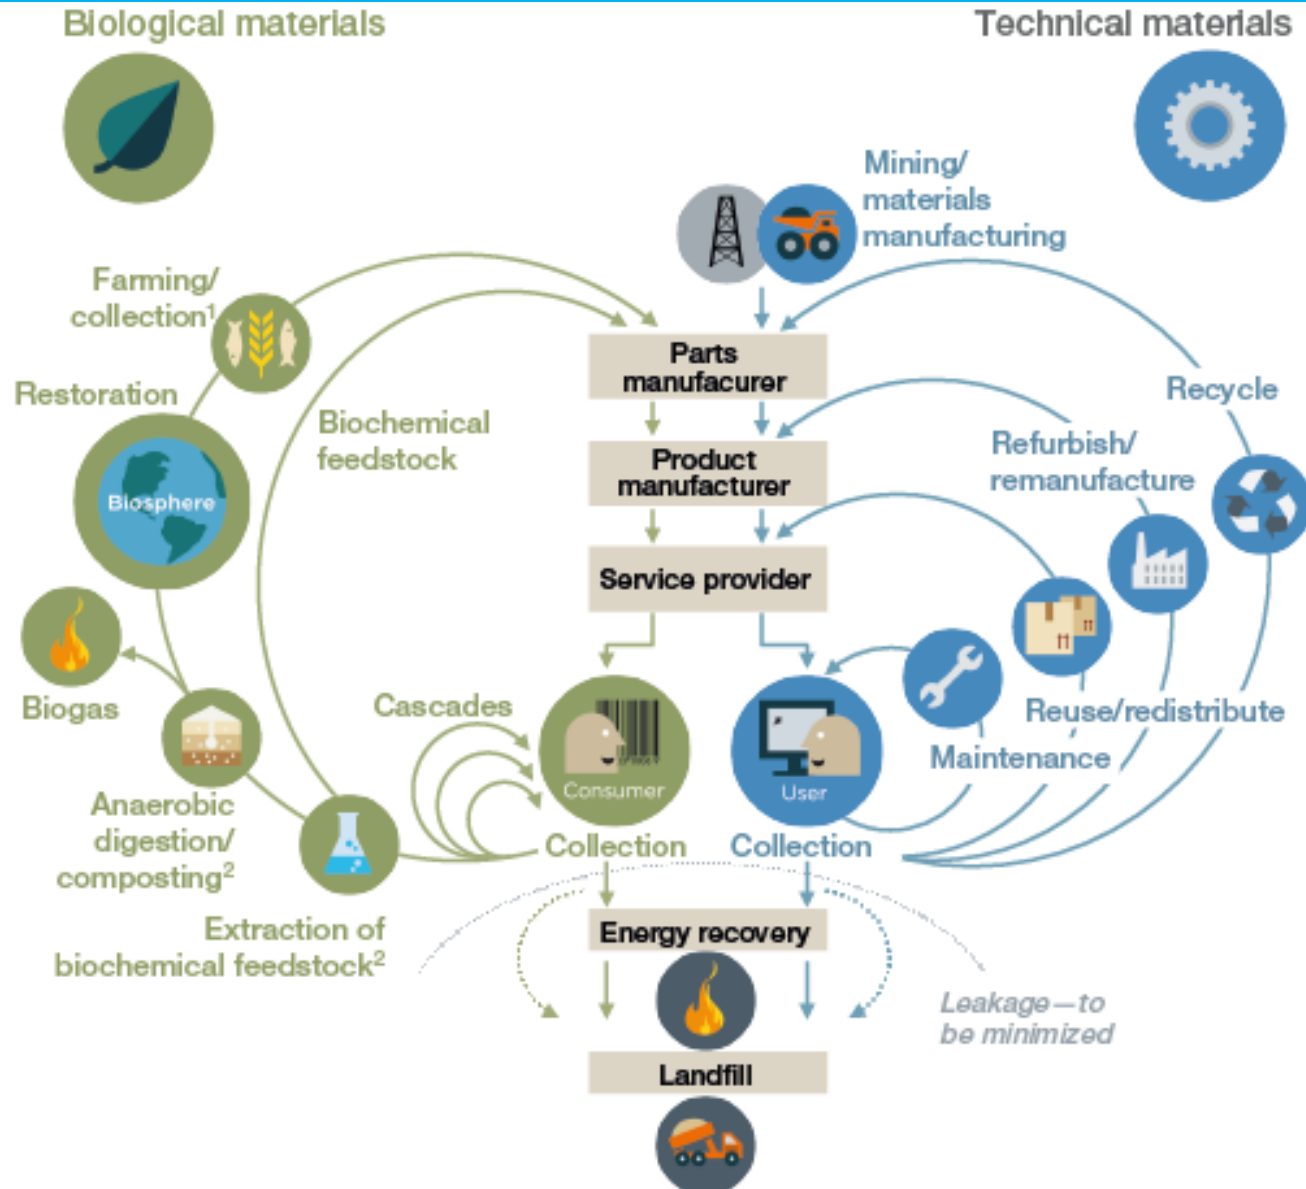 Biological materials
Technical materials
Mining/
materials
manufacturing
Farming/
collection¹
Restoration
Biosphere
Biochemical
feedstock
Parts
manufacurer
Recycle
Refurbish/
remanufacture
Product
manufacturer
Service provider
Biogas
Cascades
Consumer
User
Reuse/redistribute
Maintenance
Anaerobic
digestion/
composting²
Collection
Collection
Extraction of
biochemical feedstock²
Energy recovery
Leakage—to
be minimized
Landfill